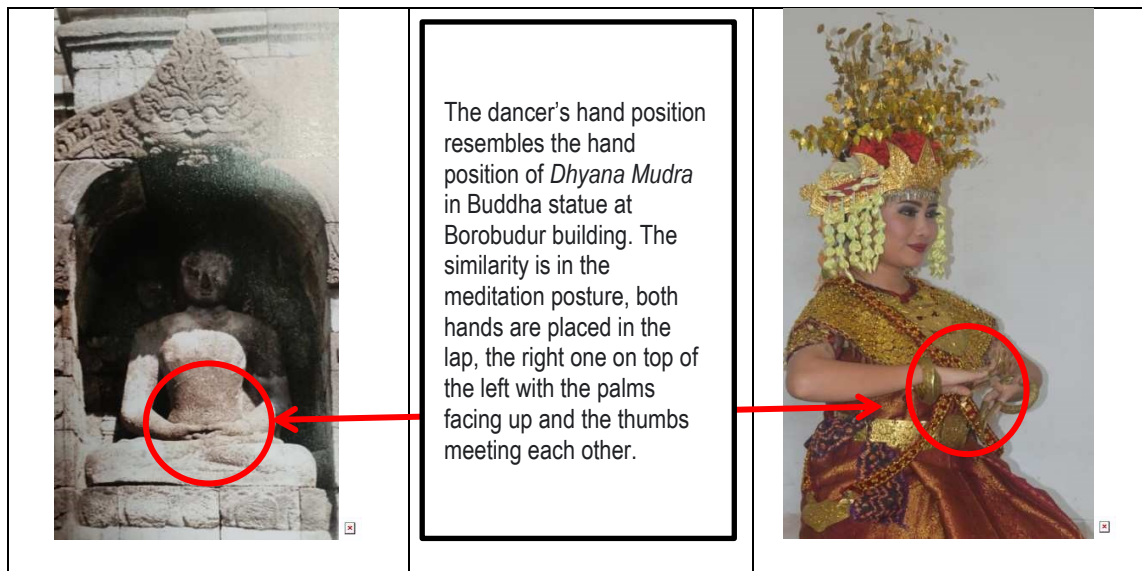 The dancer’s hand position
resembles the hand
position of Dhyana Mudra
in Buddha statue at
Borobudur building. The
similarity is in the
meditation posture, both
hands are placed in the
lap, the right one on top of
the left with the palms
facing up and the thumbs
meeting each other.